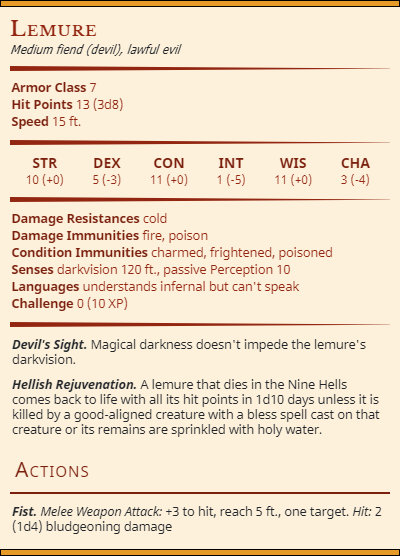 Lemure
Medium fiend (devil), lawful evil
Armor Class 7
Hit Points 13 (3d8)
Speed 15 ft.
STR DEX CON INT WIS CHA
10 (+0) 5 (-3) 11 (+0) 1 (-5) 11 (+0) 3 (-4)
Damage Resistances cold
Damage Immunities fire, poison
Condition Immunities charmed, frightened, poisoned
Senses darkvision 120 ft., passive Perception 10
Languages understands infernal but can't speak
Challenge 0 (10 XP)
Devil's Sight. Magical darkness doesn't impede the lemure's
darkvision.
Hellish Rejuvenation. A lemure that dies in the Nine Hells
comes back to life with all its hit points in 1d10 days unless it is
killed by a good-aligned creature with a bless spell cast on that
creature or its remains are sprinkled with holy water.
Actions
Fist. Melee Weapon Attack: +3 to hit, reach 5 ft., one target. Hit: 2
(1d4) bludgeoning damage